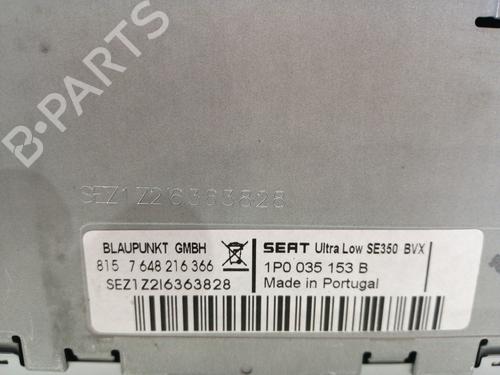 B-PARTS
SEZ1Z2I6363828
BLAUPUNKT GMBH
815 7 648 216 366
SEZ1Z2I6363828
SEAT Ultra Low SE350 BVX
1P0 035 153 B
Made in Portugal